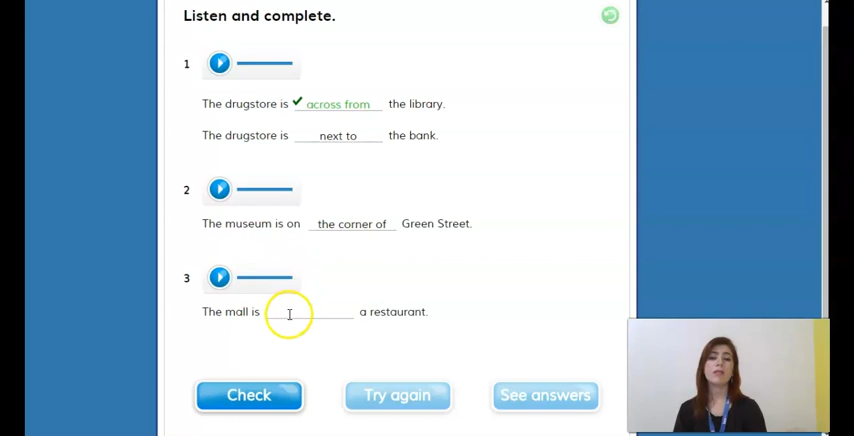 Listen and complete.
1
The drugstore is across from the library.
The drugstore is next to the bank.
2
The museum is on the corner of Green Street.
3
The mall is a restaurant.
Check Try again See answers